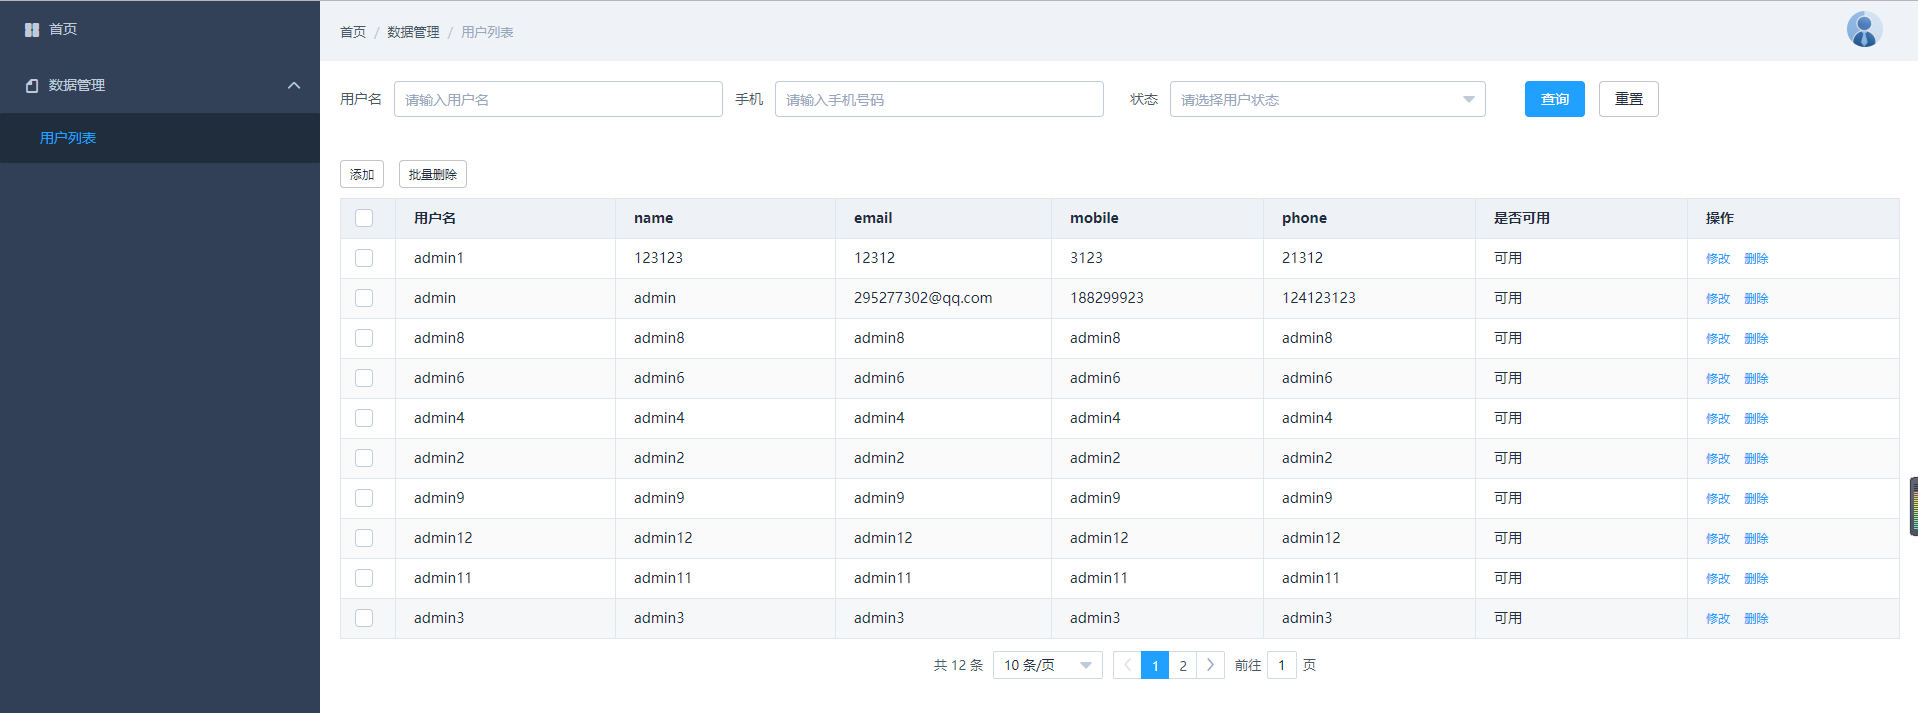 首页
数据管理
用户列表
首页 / 数据管理 / 用户列表
用户名 请输入用户名 手机 请输入手机号码 状态 请选择用户状态 查询 重置
添加 批量删除
用户名 name email mobile phone 是否可用 操作
admin1 123123 12312 3123 21312 可用 修改 删除
admin admin 295277302@qq.com 188299923 124123123 可用 修改 删除
admin8 admin8 admin8 admin8 admin8 可用 修改 删除
admin6 admin6 admin6 admin6 admin6 可用 修改 删除
admin4 admin4 admin4 admin4 admin4 可用 修改 删除
admin2 admin2 admin2 admin2 admin2 可用 修改 删除
admin9 admin9 admin9 admin9 admin9 可用 修改 删除
admin12 admin12 admin12 admin12 admin12 可用 修改 删除
admin11 admin11 admin11 admin11 admin11 可用 修改 删除
admin3 admin3 admin3 admin3 admin3 可用 修改 删除
共 12 条 10 条/页 1 2 前往 1 页